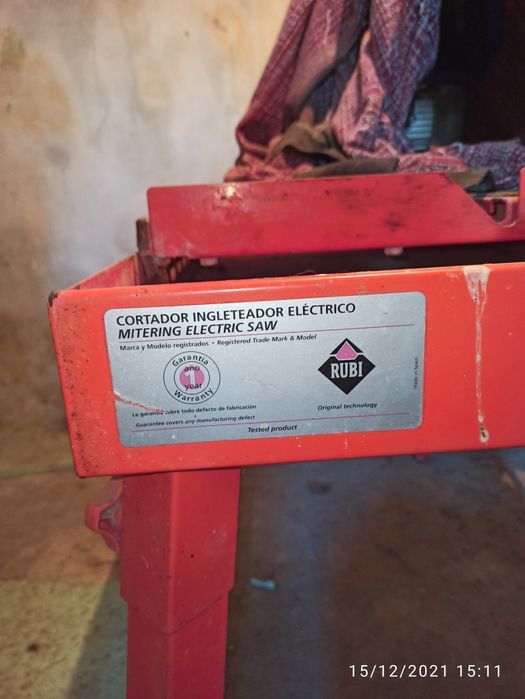 CORTADOR INGLETEADOR ELÉCTRICO
MITERING ELECTRIC SAW
Marca y Modelo registrados • Registered Trade Mark & Model
Garantía
año
1
year
Warranty
RUBI
La garantía cubre todo defecto de fabricación
Guarantee covers any manufacturing defect
Original technology
Tested product
Made in Spain
15/12/2021 15:11